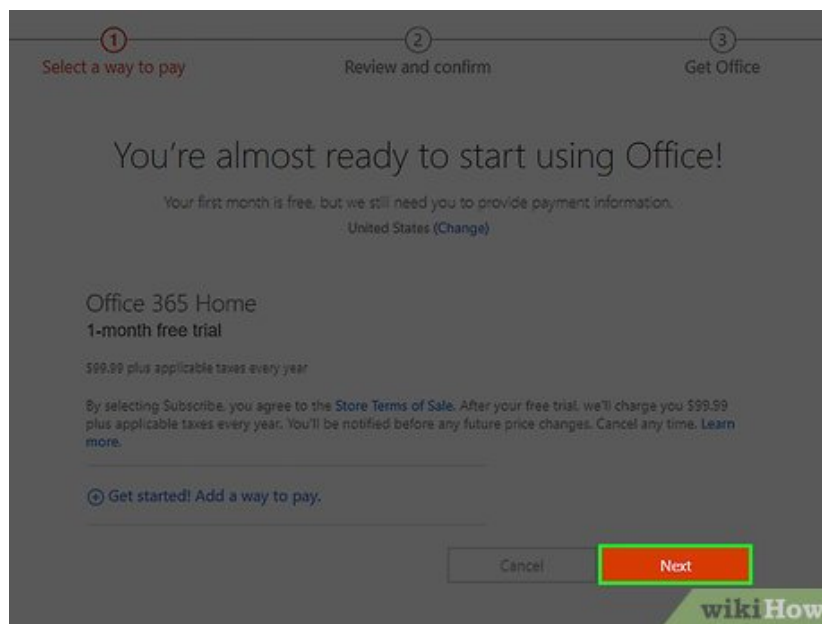 1 2 3
Select a way to pay Review and confirm Get Office
You're almost ready to start using Office!
Your first month is free, but we still need you to provide payment information.
United States (Change)
Office 365 Home
1-month free trial
$99.99 plus applicable taxes every year
By selecting Subscribe, you agree to the Store Terms of Sale. After your free trial, we'll charge you $99.99
plus applicable taxes every year. You'll be notified before any future price changes. Cancel any time. Learn
more.
Get started! Add a way to pay.
Cancel Next
wikiHow